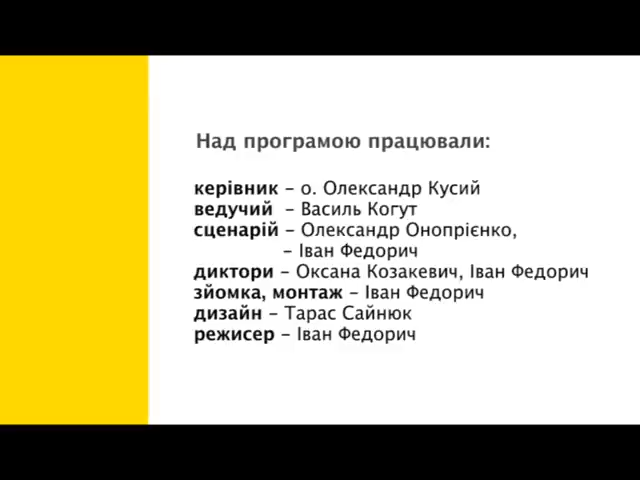 Над програмою працювали:
керівник – о. Олександр Кусий
ведучий – Василь Когут
сценарій – Олександр Онопрієнко,
– Іван Федорич
диктори – Оксана Козакевич, Іван Федорич
зйомка, монтаж – Іван Федорич
дизайн – Тарас Сайнюк
режисер – Іван Федорич